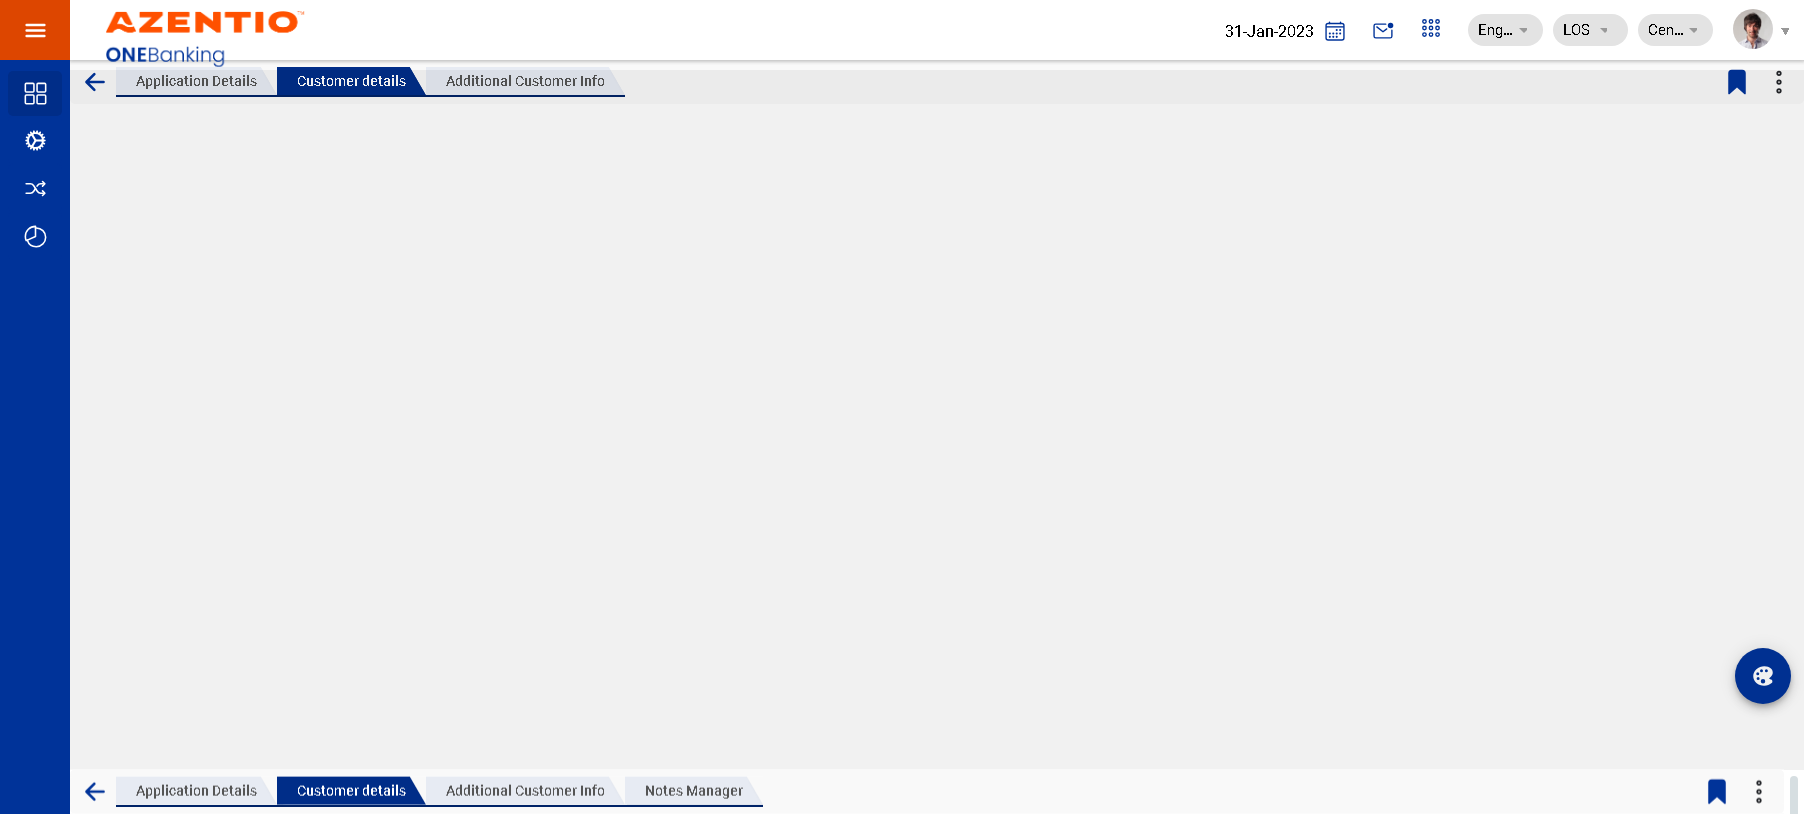 AZENTIO™
ONEBanking
31-Jan-2023
Eng...
LOS
Cen...
Application Details
Customer details
Additional Customer Info
Application Details
Customer details
Additional Customer Info
Notes Manager